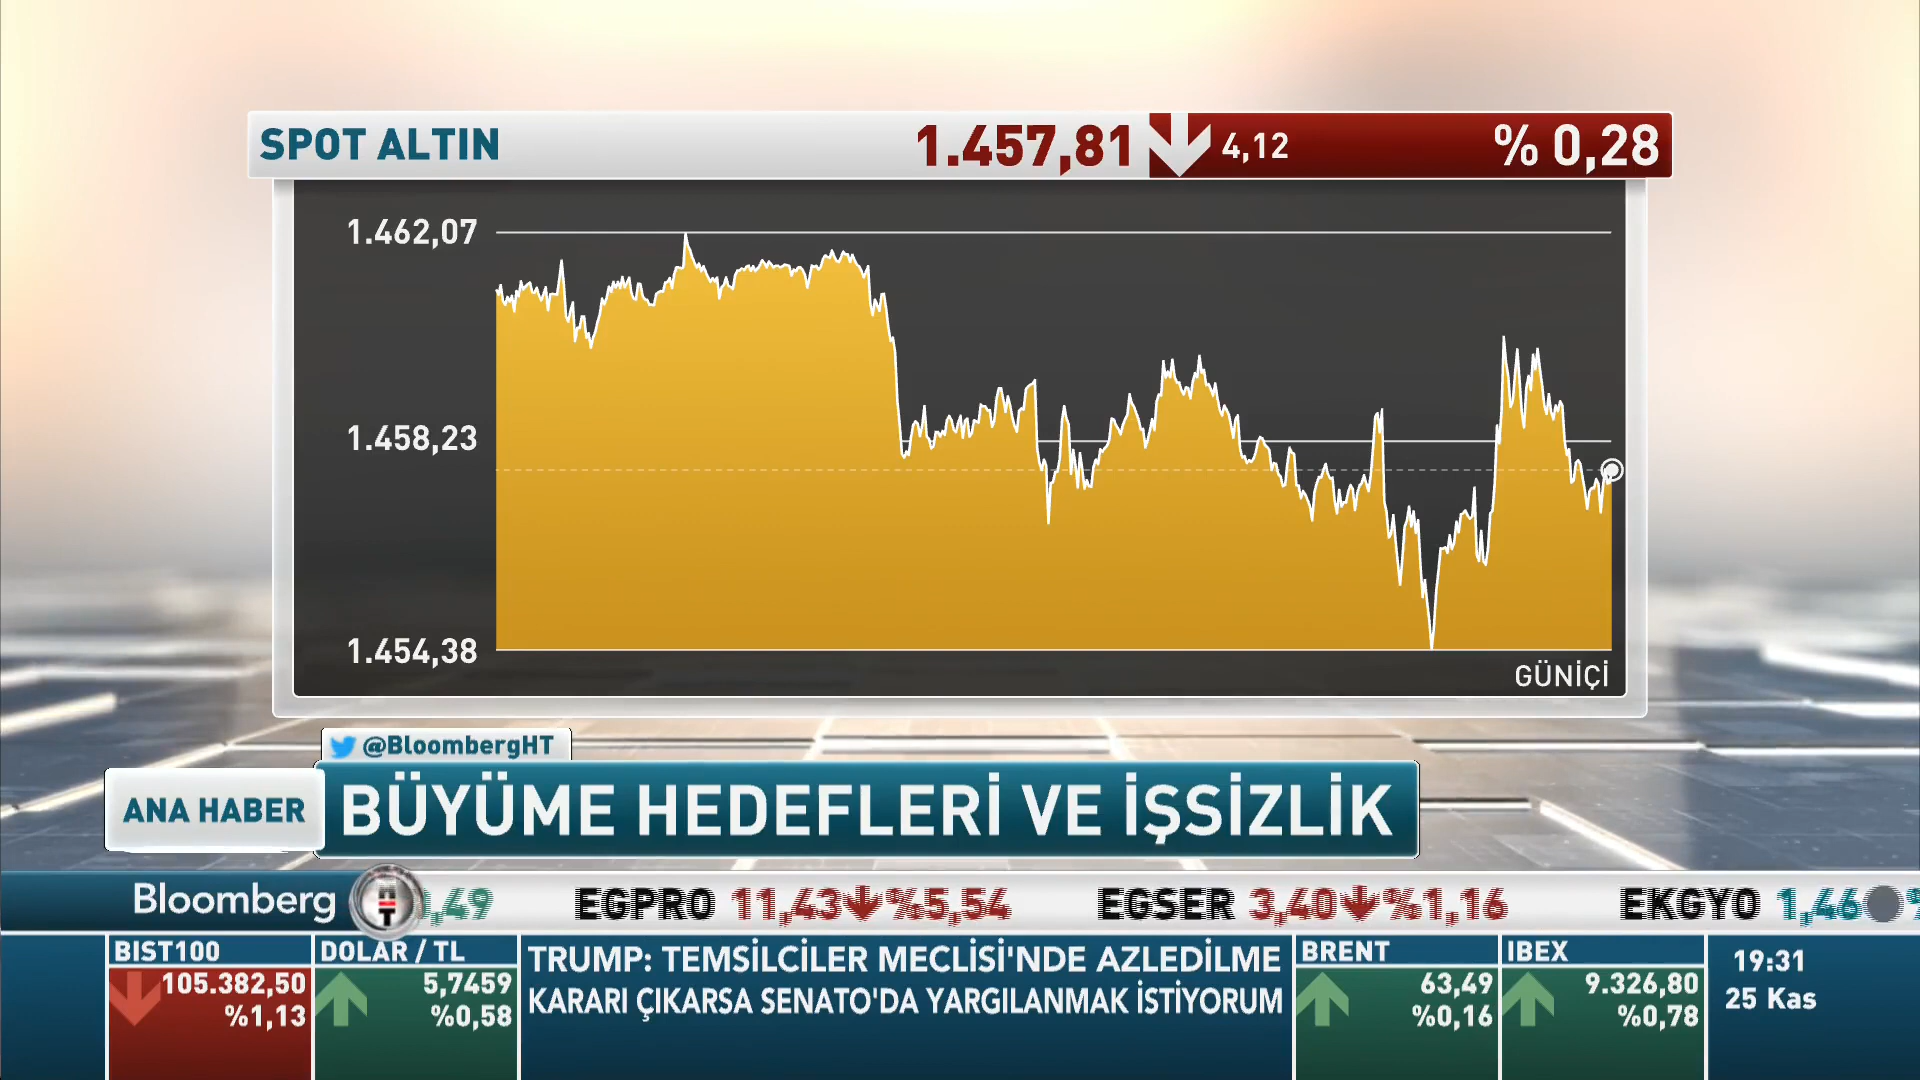 SPOT ALTIN 1.457,81 4,12 % 0,28
1.462,07
1.458,23
1.454,38
GÜNİÇİ
@BloombergHT
ANA HABER BÜYÜME HEDEFLERİ VE İŞSİZLİK
Bloomberg HT ,49 EGPRO 11,43 %5,54 EGSER 3,40 %1,16 EKGYO 1,46 %
BIST100
105.382,50
%1,13
DOLAR / TL
5,7459
%0,58
TRUMP: TEMSİLCİLER MECLİSİ'NDE AZLEDİLME
KARARI ÇIKARSA SENATO'DA YARGILANMAK İSTİYORUM
BRENT
63,49
%0,16
IBEX
9.326,80
%0,78
19:31
25 Kas